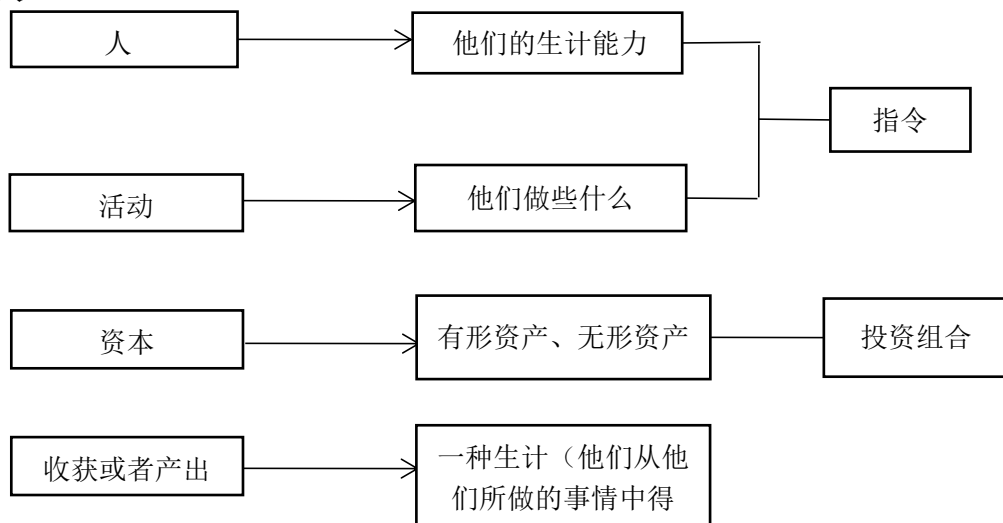 人
他们的生计能力
指令
活动
他们做些什么
资本
有形资产、无形资产
投资组合
收获或者产出
一种生计（他们从他
们所做的事情中得